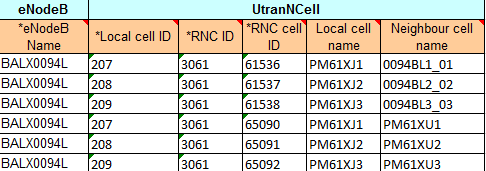 eNodeB UtranNCell
*eNodeB Name *Local cell ID *RNC ID *RNC cell ID Local cell name Neighbour cell name
BALX0094L 207 3061 61536 PM61XJ1 0094BL1_01
BALX0094L 208 3061 61537 PM61XJ2 0094BL2_02
BALX0094L 209 3061 61538 PM61XJ3 0094BL3_03
BALX0094L 207 3061 65090 PM61XJ1 PM61XU1
BALX0094L 208 3061 65091 PM61XJ2 PM61XU2
BALX0094L 209 3061 65092 PM61XJ3 PM61XU3